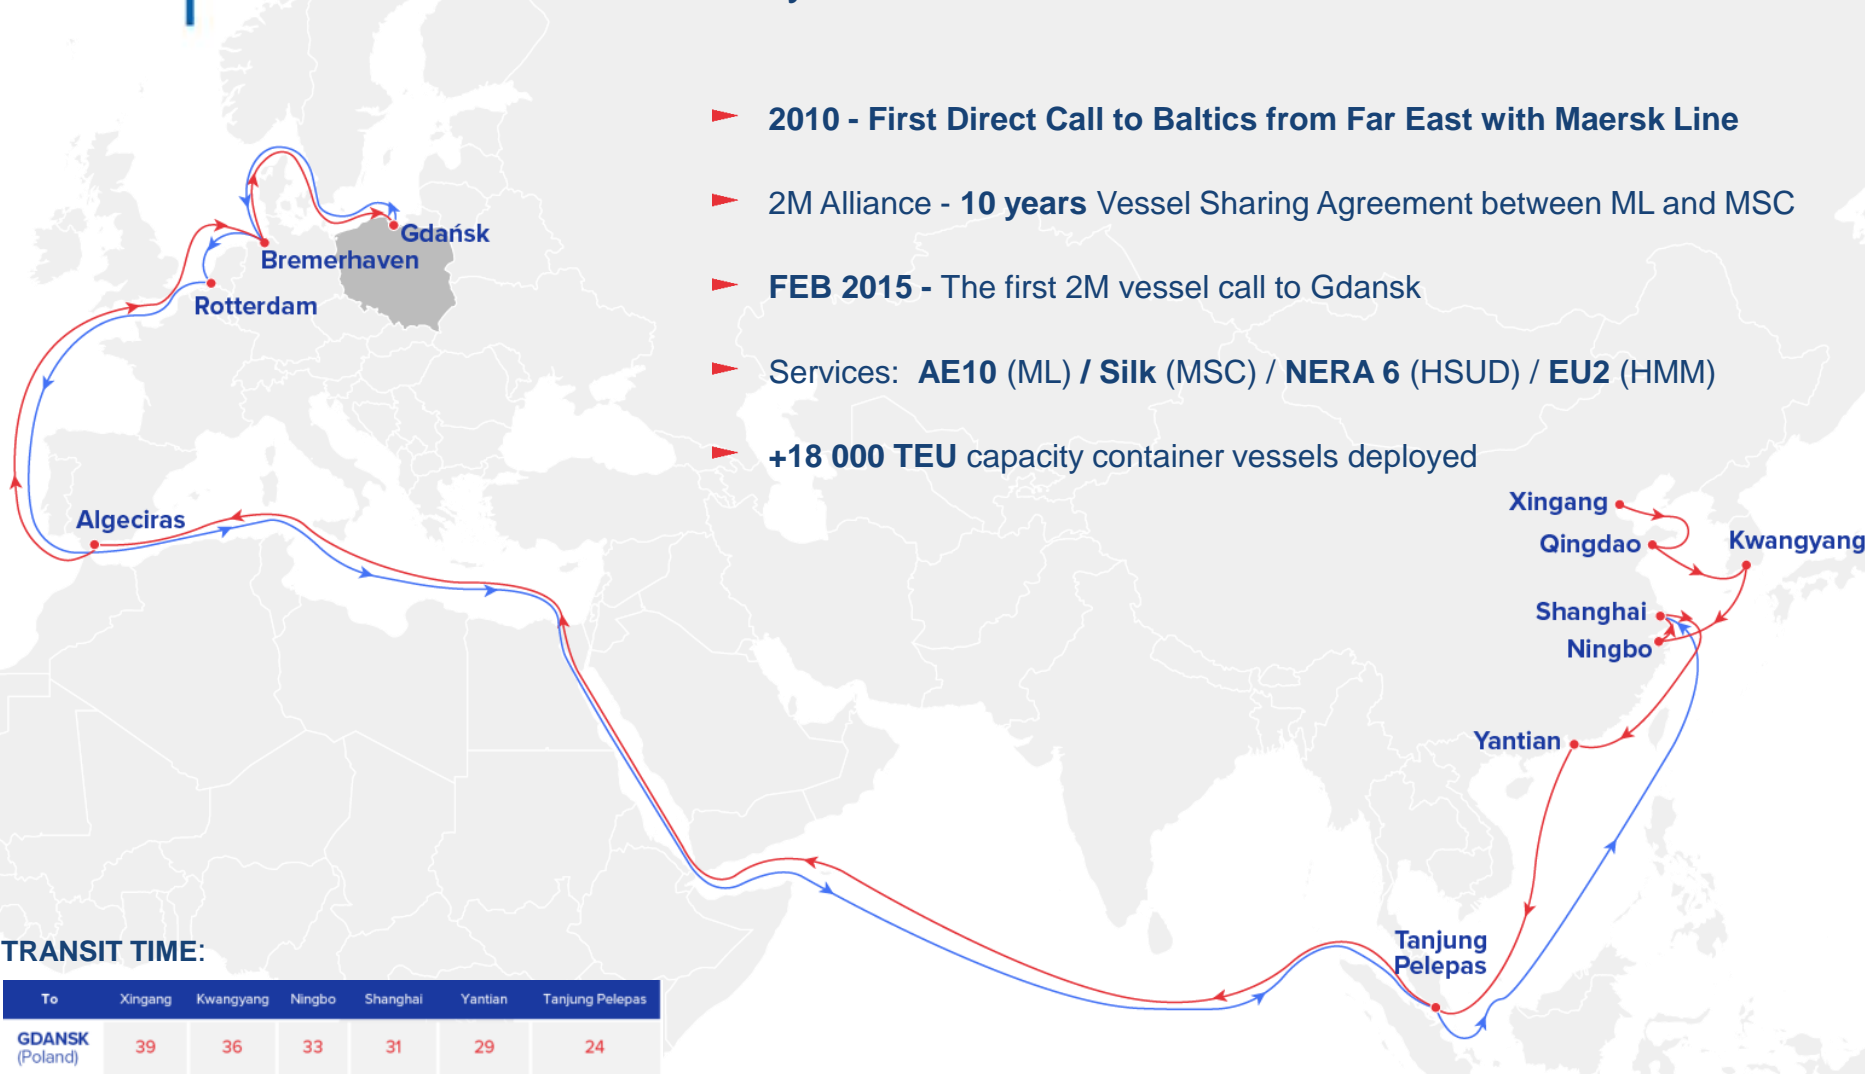 2010 - First Direct Call to Baltics from Far East with Maersk Line
2M Alliance - 10 years Vessel Sharing Agreement between ML and MSC
FEB 2015 - The first 2M vessel call to Gdansk
Services: AE10 (ML) / Silk (MSC) / NERA 6 (HSUD) / EU2 (HMM)
+18 000 TEU capacity container vessels deployed
Gdańsk
Bremerhaven
Rotterdam
Algeciras
Xingang
Qingdao
Kwangyang
Shanghai
Ningbo
Yantian
Tanjung
Pelepas
TRANSIT TIME:
To Xingang Kwangyang Ningbo Shanghai Yantian Tanjung Pelepas
GDANSK
(Poland) 39 36 33 31 29 24